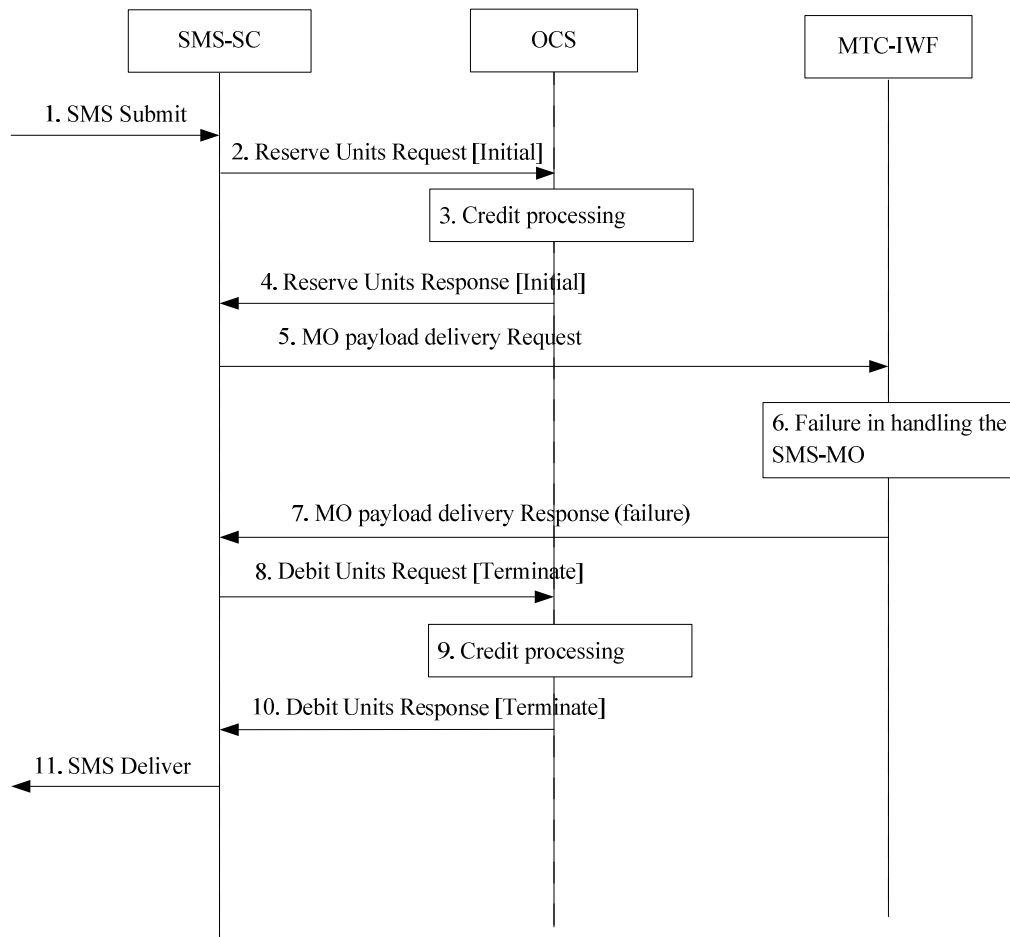 SMS-SC
OCS
MTC-IWF
1. SMS Submit
2. Reserve Units Request [Initial]
3. Credit processing
4. Reserve Units Response [Initial]
5. MO payload delivery Request
6. Failure in handling the
SMS-MO
7. MO payload delivery Response (failure)
8. Debit Units Request [Terminate]
9. Credit processing
10. Debit Units Response [Terminate]
11. SMS Deliver